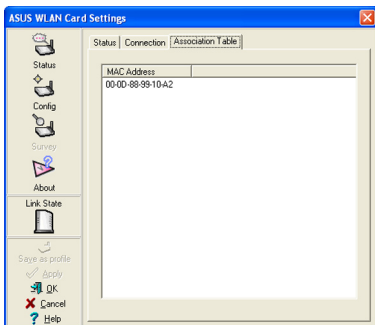 ASUS WLAN Card Settings
Status
Config
Survey
About
Link State
Save as profile
Apply
OK
Cancel
Help
Status Connection Association Table
MAC Address
00-0D-88-99-10-A2